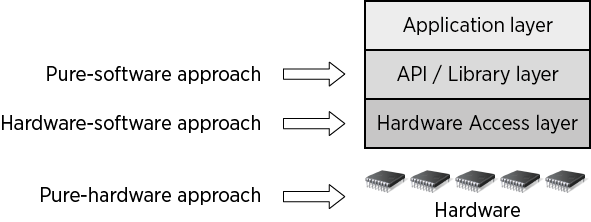 Application layer
Pure-software approach
API / Library layer
Hardware-software approach
Hardware Access layer
Pure-hardware approach
Hardware